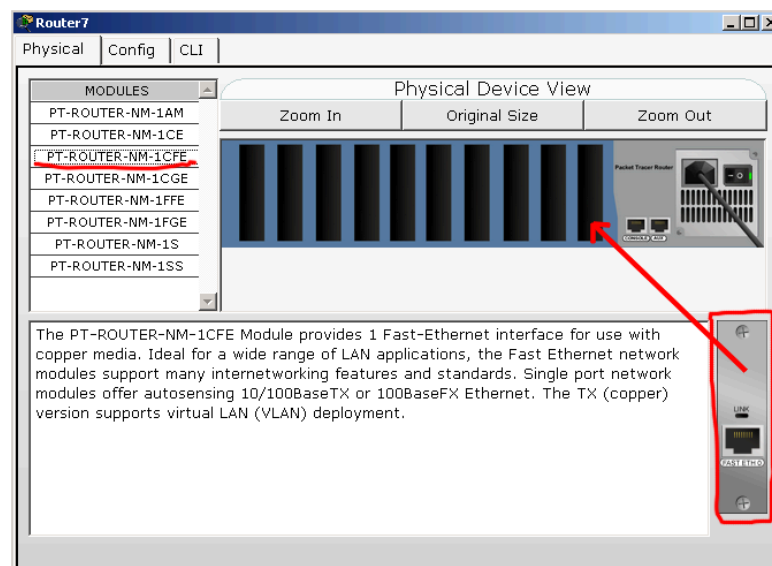 Router7
Physical Config CLI
MODULES
PT-ROUTER-NM-1AM
PT-ROUTER-NM-1CE
PT-ROUTER-NM-1CFE
PT-ROUTER-NM-1CGE
PT-ROUTER-NM-1FFE
PT-ROUTER-NM-1FGE
PT-ROUTER-NM-1S
PT-ROUTER-NM-1SS
Physical Device View
Zoom In Original Size Zoom Out
Packet Tracer Router
CONSOLE AUX
The PT-ROUTER-NM-1CFE Module provides 1 Fast-Ethernet interface for use with
copper media. Ideal for a wide range of LAN applications, the Fast Ethernet network
modules support many internetworking features and standards. Single port network
modules offer autosensing 10/100BaseTX or 100BaseFX Ethernet. The TX (copper)
version supports virtual LAN (VLAN) deployment.
LINK
FAST ETH 0